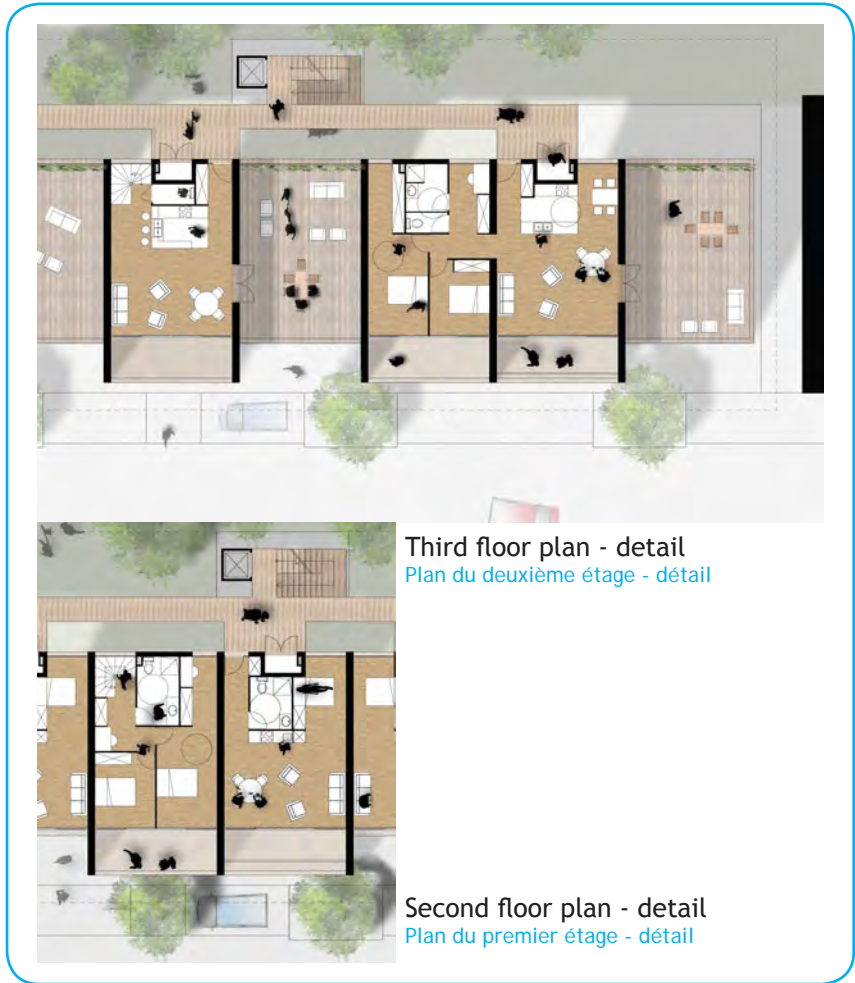 Third floor plan - detail
Plan du deuxième étage - détail
Second floor plan - detail
Plan du premier étage - détail